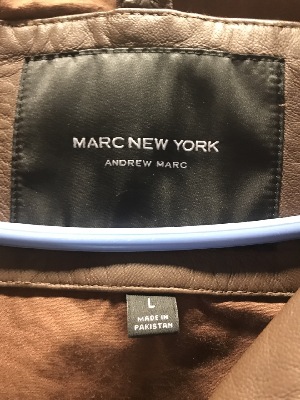 MARC NEW YORK
ANDREW MARC
L
MADE IN
PAKISTAN